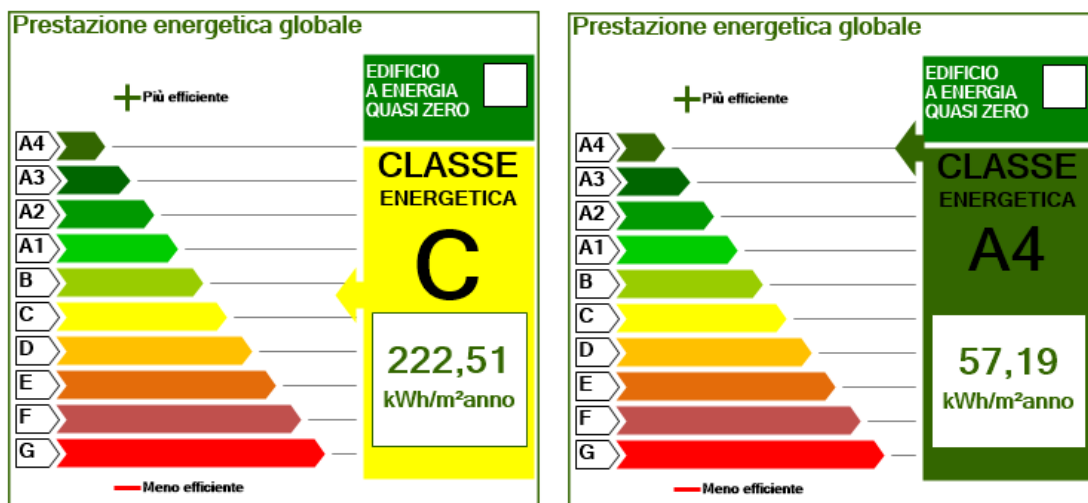 Prestazione energetica globale
Più efficiente
EDIFICIO
A ENERGIA
QUASI ZERO
A4
A3
A2
A1
B
C
D
E
F
G
CLASSE
ENERGETICA
C
222,51
kWh/m²anno
Meno efficiente
Prestazione energetica globale
Più efficiente
EDIFICIO
A ENERGIA
QUASI ZERO
A4
A3
A2
A1
B
C
D
E
F
G
CLASSE
ENERGETICA
A4
57,19
kWh/m²anno
Meno efficiente